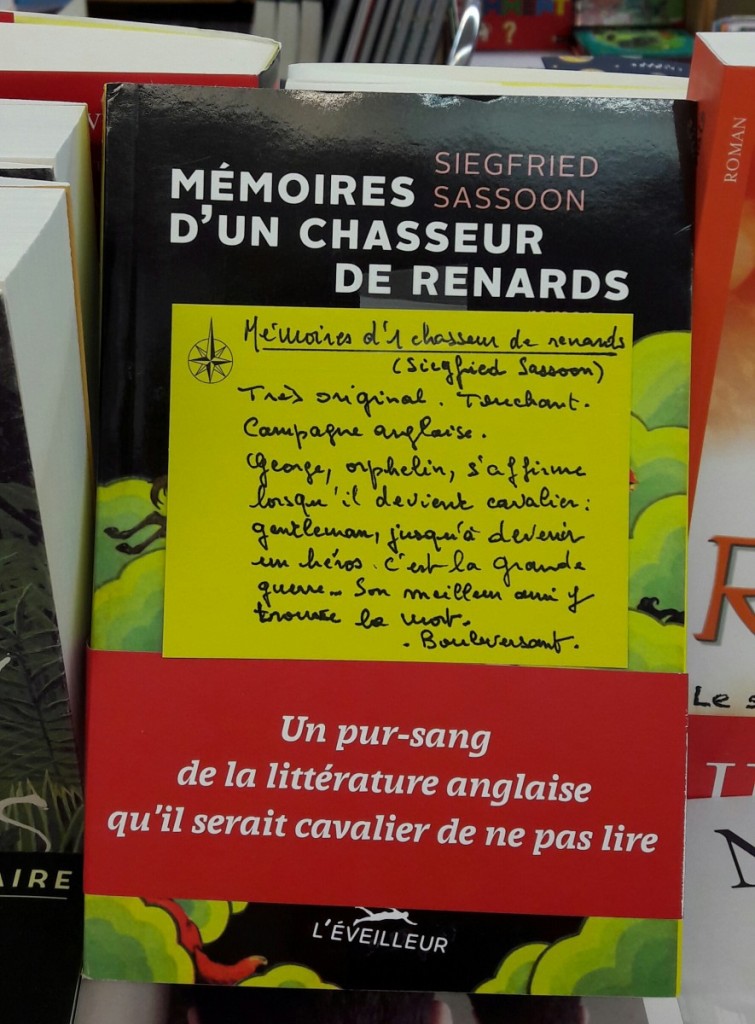 SIEGFRIED
SASSOON
MÉMOIRES
D'UN CHASSEUR
DE RENARDS
Mémoires d'1 chasseur de renards
(Siegfried Sassoon)
Très original. Touchant.
Campagne anglaise.
George, orphelin, s'affirme
lorsqu'il devient cavalier :
gentleman, jusqu'à devenir
un héros. c'est la grande
guerre... Son meilleur ami y
trouve la mort.
. Bouleversant.
Un pur-sang
de la littérature anglaise
qu'il serait cavalier de ne pas lire
L'ÉVEILLEUR
ROMAN
R
Le s
S
AIRE